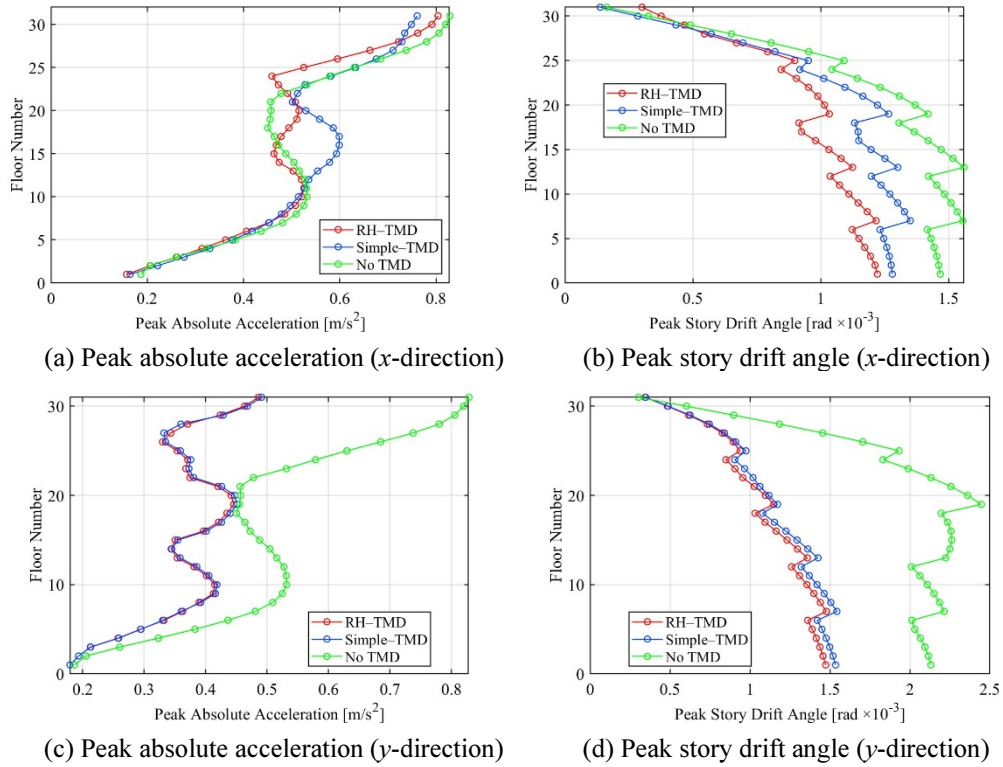 30
25
20
15
10
5
0
Floor Number
RH–TMD
Simple–TMD
No TMD
0 0.2 0.4 0.6 0.8
Peak Absolute Acceleration [m/s²]
(a) Peak absolute acceleration (x-direction)
30
25
20
15
10
5
0
Floor Number
RH–TMD
Simple–TMD
No TMD
0 0.5 1 1.5
Peak Story Drift Angle [rad ×10⁻³]
(b) Peak story drift angle (x-direction)
30
20
10
0
Floor Number
RH–TMD
Simple–TMD
No TMD
0.2 0.3 0.4 0.5 0.6 0.7 0.8
Peak Absolute Acceleration [m/s²]
(c) Peak absolute acceleration (y-direction)
30
20
10
0
Floor Number
RH–TMD
Simple–TMD
No TMD
0 0.5 1 1.5 2 2.5
Peak Story Drift Angle [rad ×10⁻³]
(d) Peak story drift angle (y-direction)